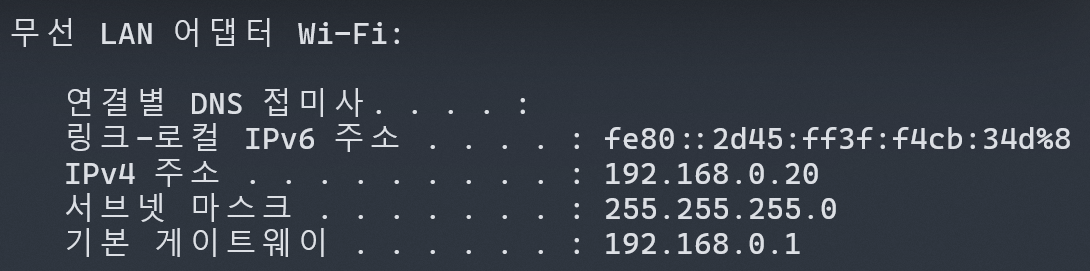 무선 LAN 어댑터 Wi-Fi:
연결별 DNS 접미사. . . . :
링크-로컬 IPv6 주소 . . . . : fe80::2d45:ff3f:f4cb:34d%8
IPv4 주소 . . . . . . . . . : 192.168.0.20
서브넷 마스크 . . . . . . . : 255.255.255.0
기본 게이트웨이 . . . . . . : 192.168.0.1